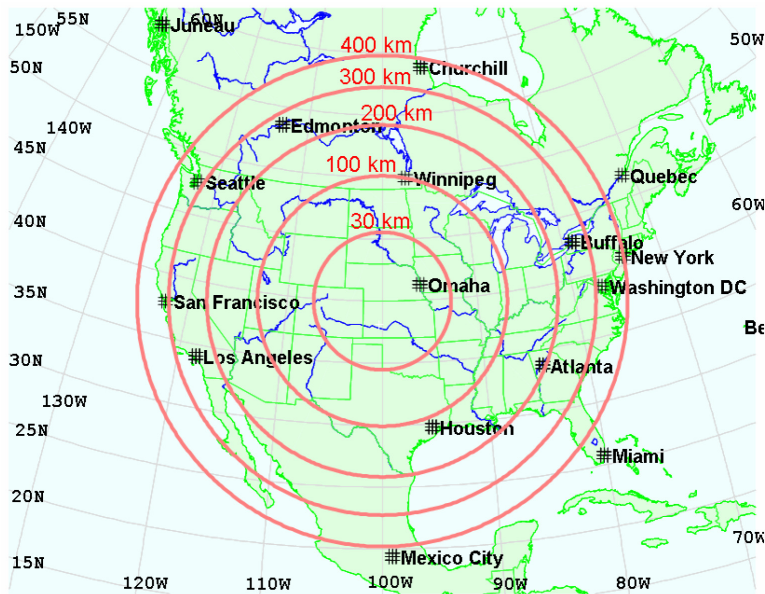 55N
60N
Juneau
150W
50W
400 km
50N
Churchill
300 km
200 km
140W
Edmonton
45N
100 km
Winnipeg
Quebec
Seattle
60W
40N
30 km
Buffalo
New York
35N
Omaha
Washington DC
San Francisco
Be
30N
Los Angeles
Atlanta
130W
25N
Houston
Miami
20N
70W
15N
Mexico City
120W
110W
100W
90W
80W